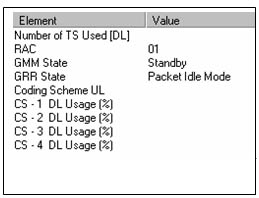 Element Value
Number of TS Used [DL]
RAC 01
GMM State Standby
GRR State Packet Idle Mode
Coding Scheme UL
CS - 1 DL Usage (%)
CS - 2 DL Usage (%)
CS - 3 DL Usage (%)
CS - 4 DL Usage (%)